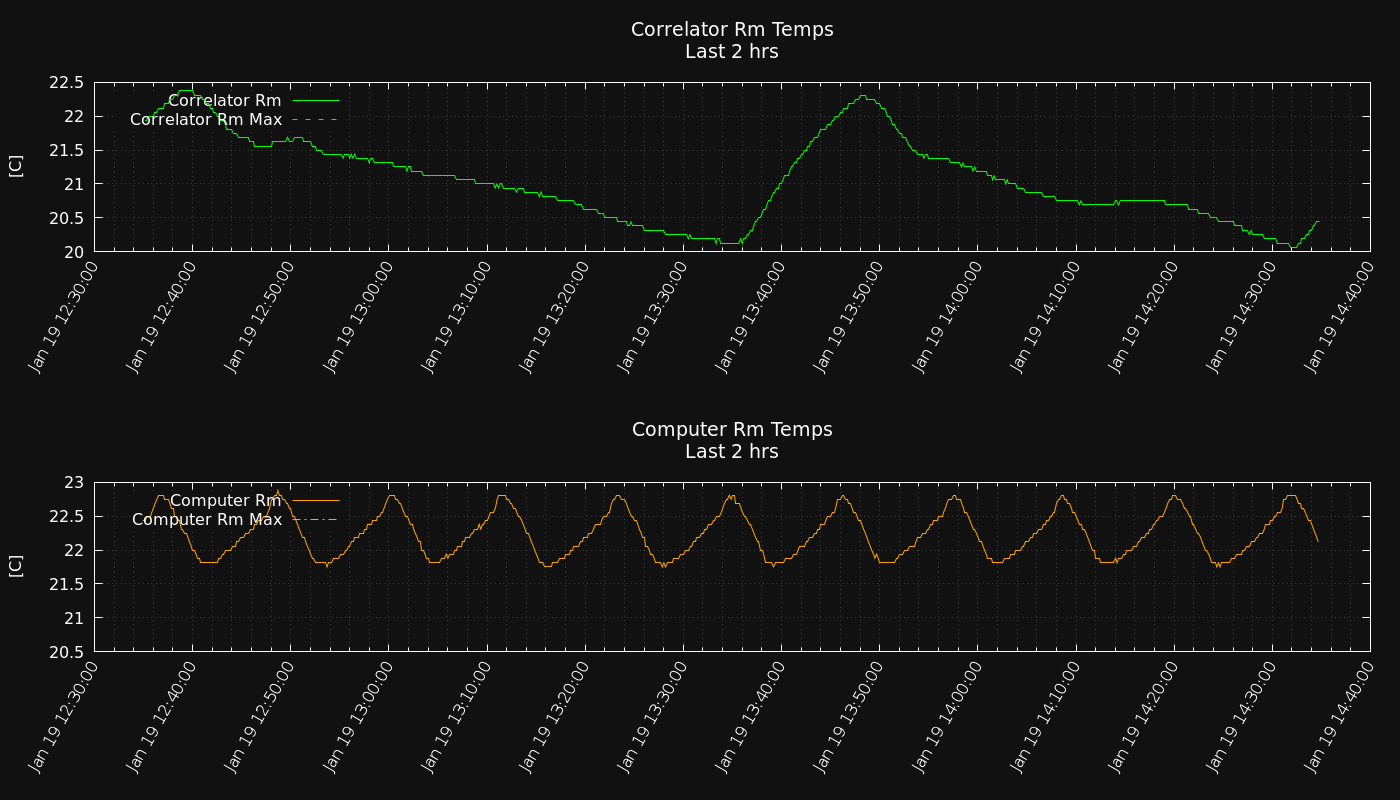 Correlator Rm Temps
Last 2 hrs
22.5
22
21.5
21
20.5
20
[C]
Correlator Rm
Correlator Rm Max
Jan 19 12:30:00
Jan 19 12:40:00
Jan 19 12:50:00
Jan 19 13:00:00
Jan 19 13:10:00
Jan 19 13:20:00
Jan 19 13:30:00
Jan 19 13:40:00
Jan 19 13:50:00
Jan 19 14:00:00
Jan 19 14:10:00
Jan 19 14:20:00
Jan 19 14:30:00
Jan 19 14:40:00
Computer Rm Temps
Last 2 hrs
23
22.5
22
21.5
21
20.5
[C]
Computer Rm
Computer Rm Max
Jan 19 12:30:00
Jan 19 12:40:00
Jan 19 12:50:00
Jan 19 13:00:00
Jan 19 13:10:00
Jan 19 13:20:00
Jan 19 13:30:00
Jan 19 13:40:00
Jan 19 13:50:00
Jan 19 14:00:00
Jan 19 14:10:00
Jan 19 14:20:00
Jan 19 14:30:00
Jan 19 14:40:00